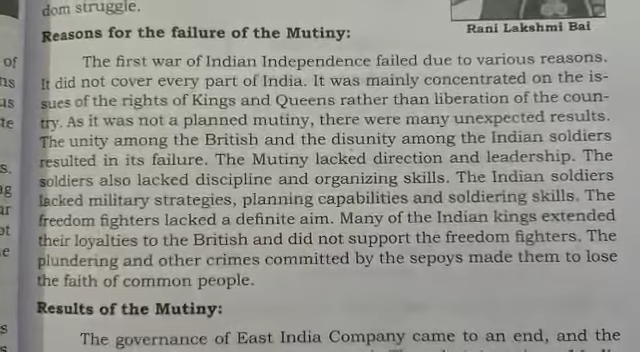 dom struggle.
Rani Lakshmi Bai
Reasons for the failure of the Mutiny:
The first war of Indian Independence failed due to various reasons.
It did not cover every part of India. It was mainly concentrated on the is-
sues of the rights of Kings and Queens rather than liberation of the coun-
try. As it was not a planned mutiny, there were many unexpected results.
The unity among the British and the disunity among the Indian soldiers
resulted in its failure. The Mutiny lacked direction and leadership. The
soldiers also lacked discipline and organizing skills. The Indian soldiers
lacked military strategies, planning capabilities and soldiering skills. The
freedom fighters lacked a definite aim. Many of the Indian kings extended
their loyalties to the British and did not support the freedom fighters. The
plundering and other crimes committed by the sepoys made them to lose
the faith of common people.
Results of the Mutiny:
The governance of East India Company came to an end, and the